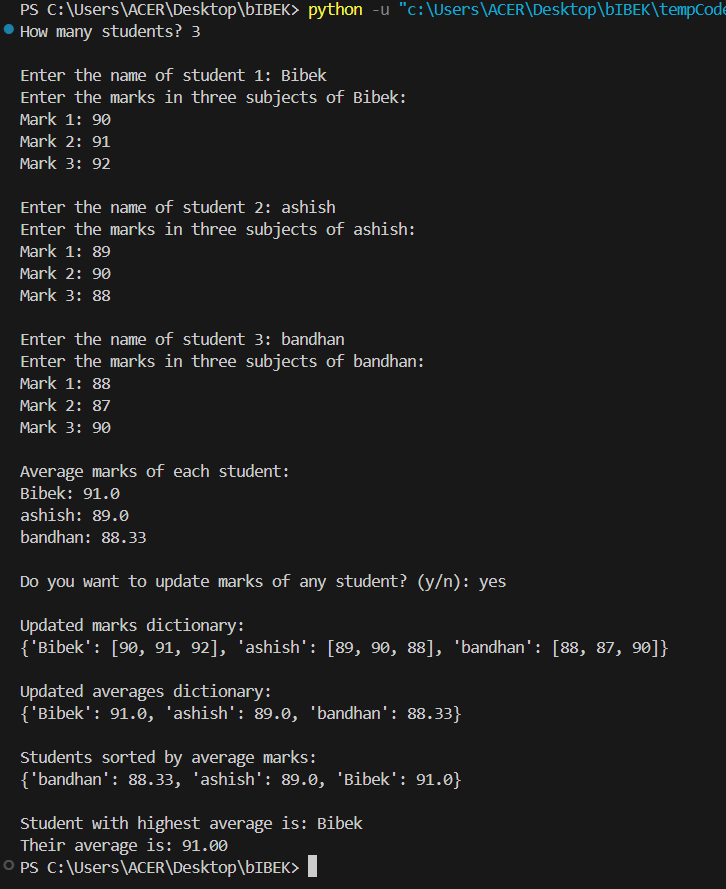 PS C:\Users\ACER\Desktop\bIBEK> python -u "c:\Users\ACER\Desktop\bIBEK\tempCode
How many students? 3
Enter the name of student 1: Bibek
Enter the marks in three subjects of Bibek:
Mark 1: 90
Mark 2: 91
Mark 3: 92
Enter the name of student 2: ashish
Enter the marks in three subjects of ashish:
Mark 1: 89
Mark 2: 90
Mark 3: 88
Enter the name of student 3: bandhan
Enter the marks in three subjects of bandhan:
Mark 1: 88
Mark 2: 87
Mark 3: 90
Average marks of each student:
Bibek: 91.0
ashish: 89.0
bandhan: 88.33
Do you want to update marks of any student? (y/n): yes
Updated marks dictionary:
{'Bibek': [90, 91, 92], 'ashish': [89, 90, 88], 'bandhan': [88, 87, 90]}
Updated averages dictionary:
{'Bibek': 91.0, 'ashish': 89.0, 'bandhan': 88.33}
Students sorted by average marks:
{'bandhan': 88.33, 'ashish': 89.0, 'Bibek': 91.0}
Student with highest average is: Bibek
Their average is: 91.00
PS C:\Users\ACER\Desktop\bIBEK>